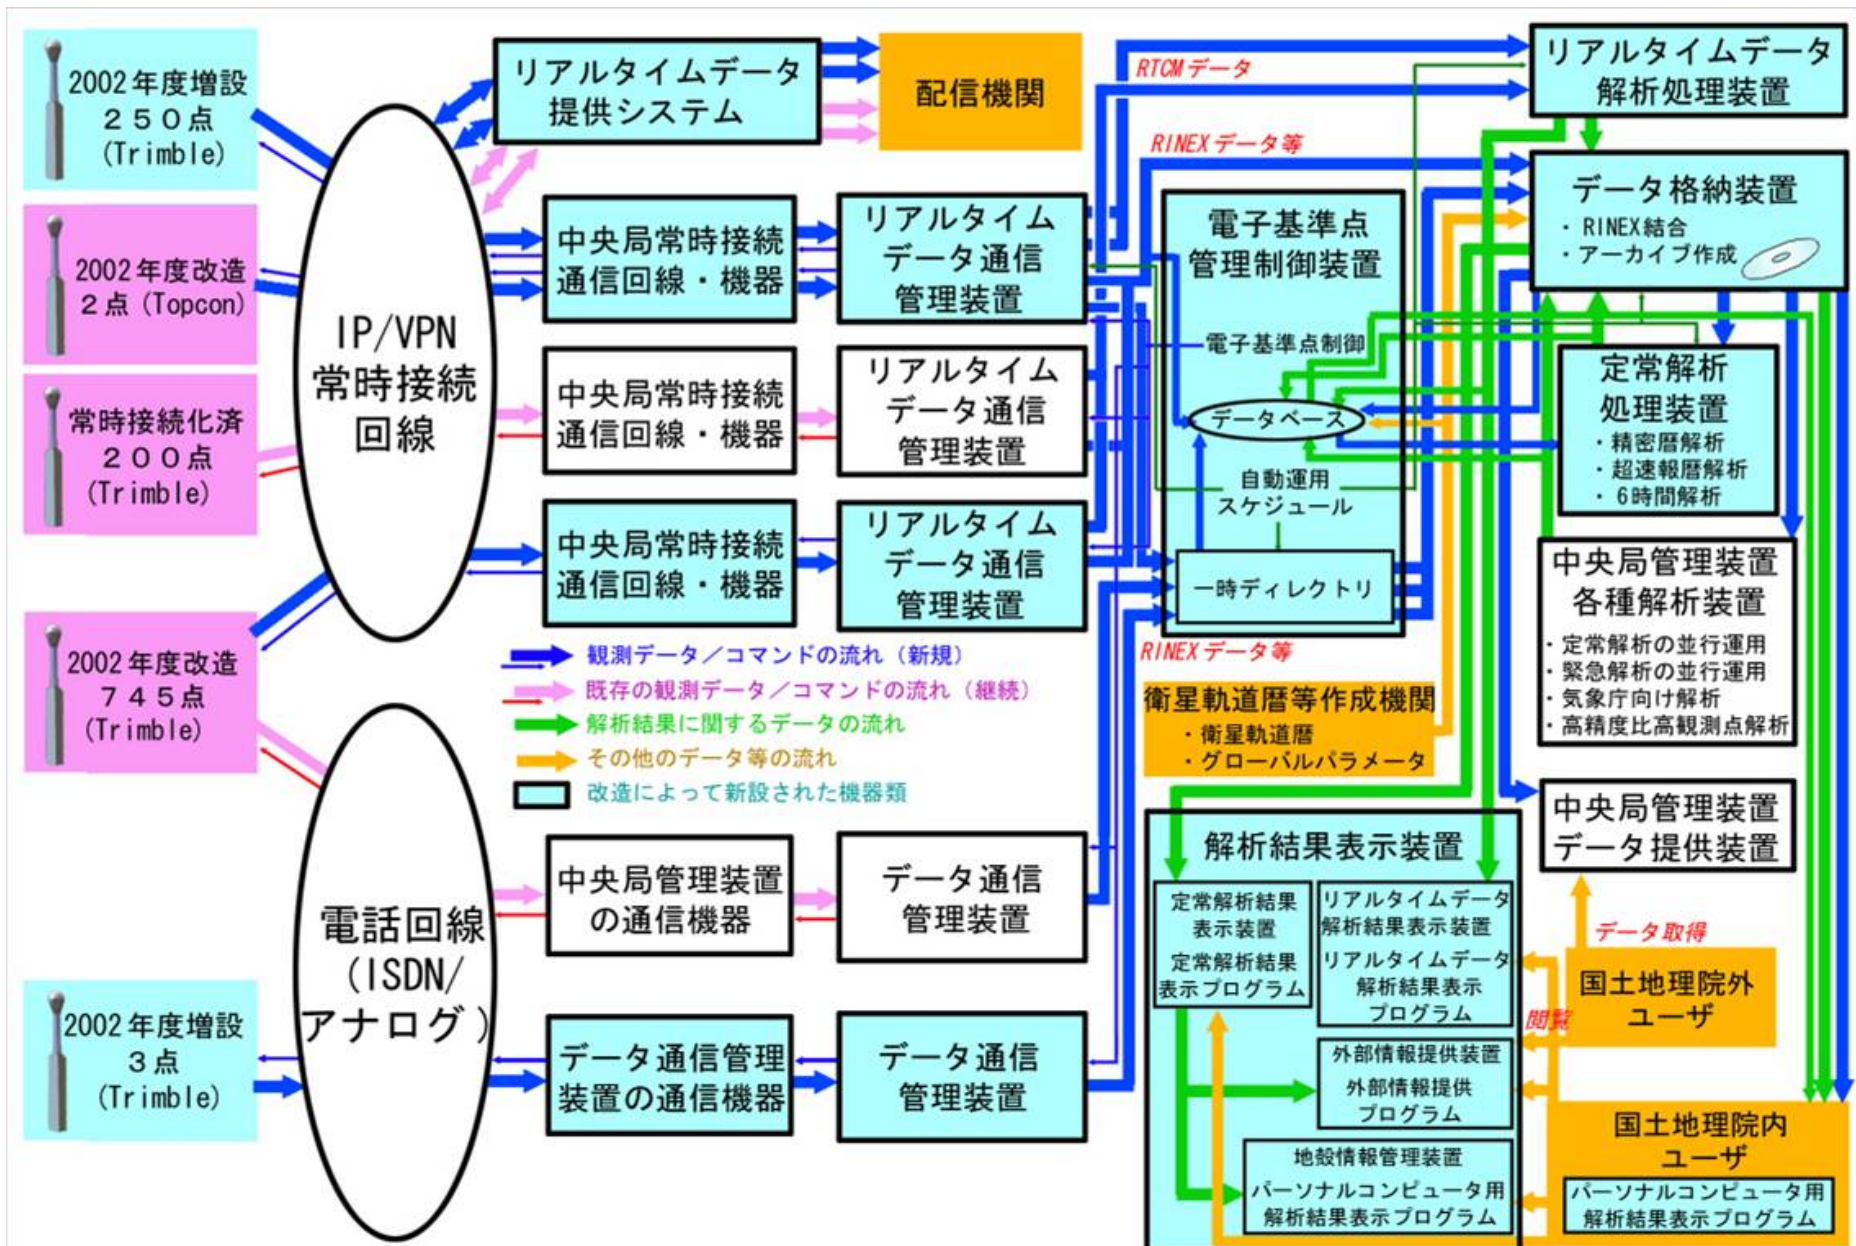 2002年度増設
250点
(Trimble)
2002年度改造
2点(Topcon)
常時接続化済
200点
(Trimble)
2002年度改造
745点
(Trimble)
2002年度増設
3点
(Trimble)
IP/VPN
常時接続
回線
電話回線
(ISDN/
アナログ)
リアルタイムデータ
提供システム
配信機関
中央局常時接続
通信回線・機器
リアルタイム
データ通信
管理装置
中央局常時接続
通信回線・機器
リアルタイム
データ通信
管理装置
中央局常時接続
通信回線・機器
リアルタイム
データ通信
管理装置
観測データ/コマンドの流れ(新規)
既存の観測データ/コマンドの流れ(継続)
解析結果に関するデータの流れ
その他のデータ等の流れ
改造によって新設された機器類
中央局管理装置
の通信機器
データ通信
管理装置
データ通信管理
装置の通信機器
データ通信
管理装置
RTCMデータ
RINEXデータ等
電子基準点
管理制御装置
電子基準点制御
データベース
自動運用
スケジュール
一時ディレクトリ
RINEXデータ等
衛星軌道暦等作成機関
・衛星軌道暦
・グローバルパラメータ
リアルタイムデータ
解析処理装置
データ格納装置
・RINEX結合
・アーカイブ作成
定常解析
処理装置
・精密暦解析
・超速報暦解析
・6時間解析
中央局管理装置
各種解析装置
・定常解析の並行運用
・緊急解析の並行運用
・気象庁向け解析
・高精度比高観測点解析
中央局管理装置
データ提供装置
解析結果表示装置
定常解析結果
表示装置
定常解析結果
表示プログラム
リアルタイムデータ
解析結果表示装置
リアルタイムデータ
解析結果表示
プログラム
外部情報提供装置
外部情報提供
プログラム
地殻情報管理装置
パーソナルコンピュータ用
解析結果表示プログラム
データ取得
国土地理院外
ユーザ
閲覧
国土地理院内
ユーザ
パーソナルコンピュータ用
解析結果表示プログラム